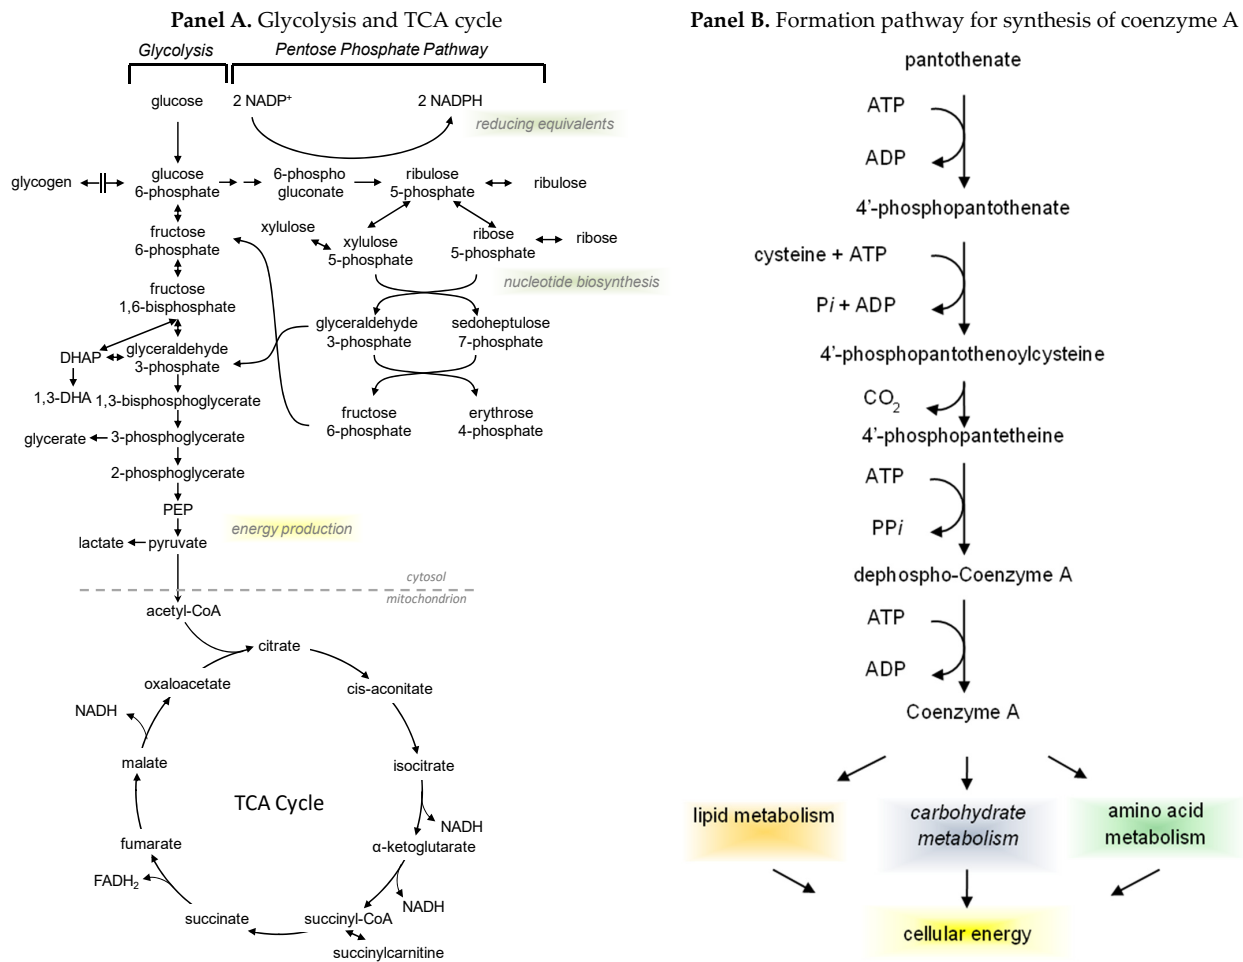 Panel A. Glycolysis and TCA cycle
Glycolysis
Pentose Phosphate Pathway
glucose
2 NADP+
2 NADPH
reducing equivalents
glycogen
glucose
6-phosphate
6-phospho
gluconate
ribulose
5-phosphate
ribulose
fructose
6-phosphate
xylulose
xylulose
5-phosphate
ribose
5-phosphate
ribose
nucleotide biosynthesis
fructose
1,6-bisphosphate
glyceraldehyde
3-phosphate
sedoheptulose
7-phosphate
DHAP
glyceraldehyde
3-phosphate
1,3-DHA
1,3-bisphosphoglycerate
fructose
6-phosphate
erythrose
4-phosphate
glycerate
3-phosphoglycerate
2-phosphoglycerate
PEP
energy production
lactate
pyruvate
cytosol
mitochondrion
acetyl-CoA
citrate
oxaloacetate
cis-aconitate
NADH
malate
isocitrate
TCA Cycle
NADH
fumarate
α-ketoglutarate
FADH2
NADH
succinate
succinyl-CoA
succinylcarnitine
Panel B. Formation pathway for synthesis of coenzyme A
pantothenate
ATP
ADP
4'-phosphopantothenate
cysteine + ATP
Pi + ADP
4'-phosphopantothenoylcysteine
CO2
4'-phosphopantetheine
ATP
PPi
dephospho-Coenzyme A
ATP
ADP
Coenzyme A
lipid metabolism
carbohydrate
metabolism
amino acid
metabolism
cellular energy